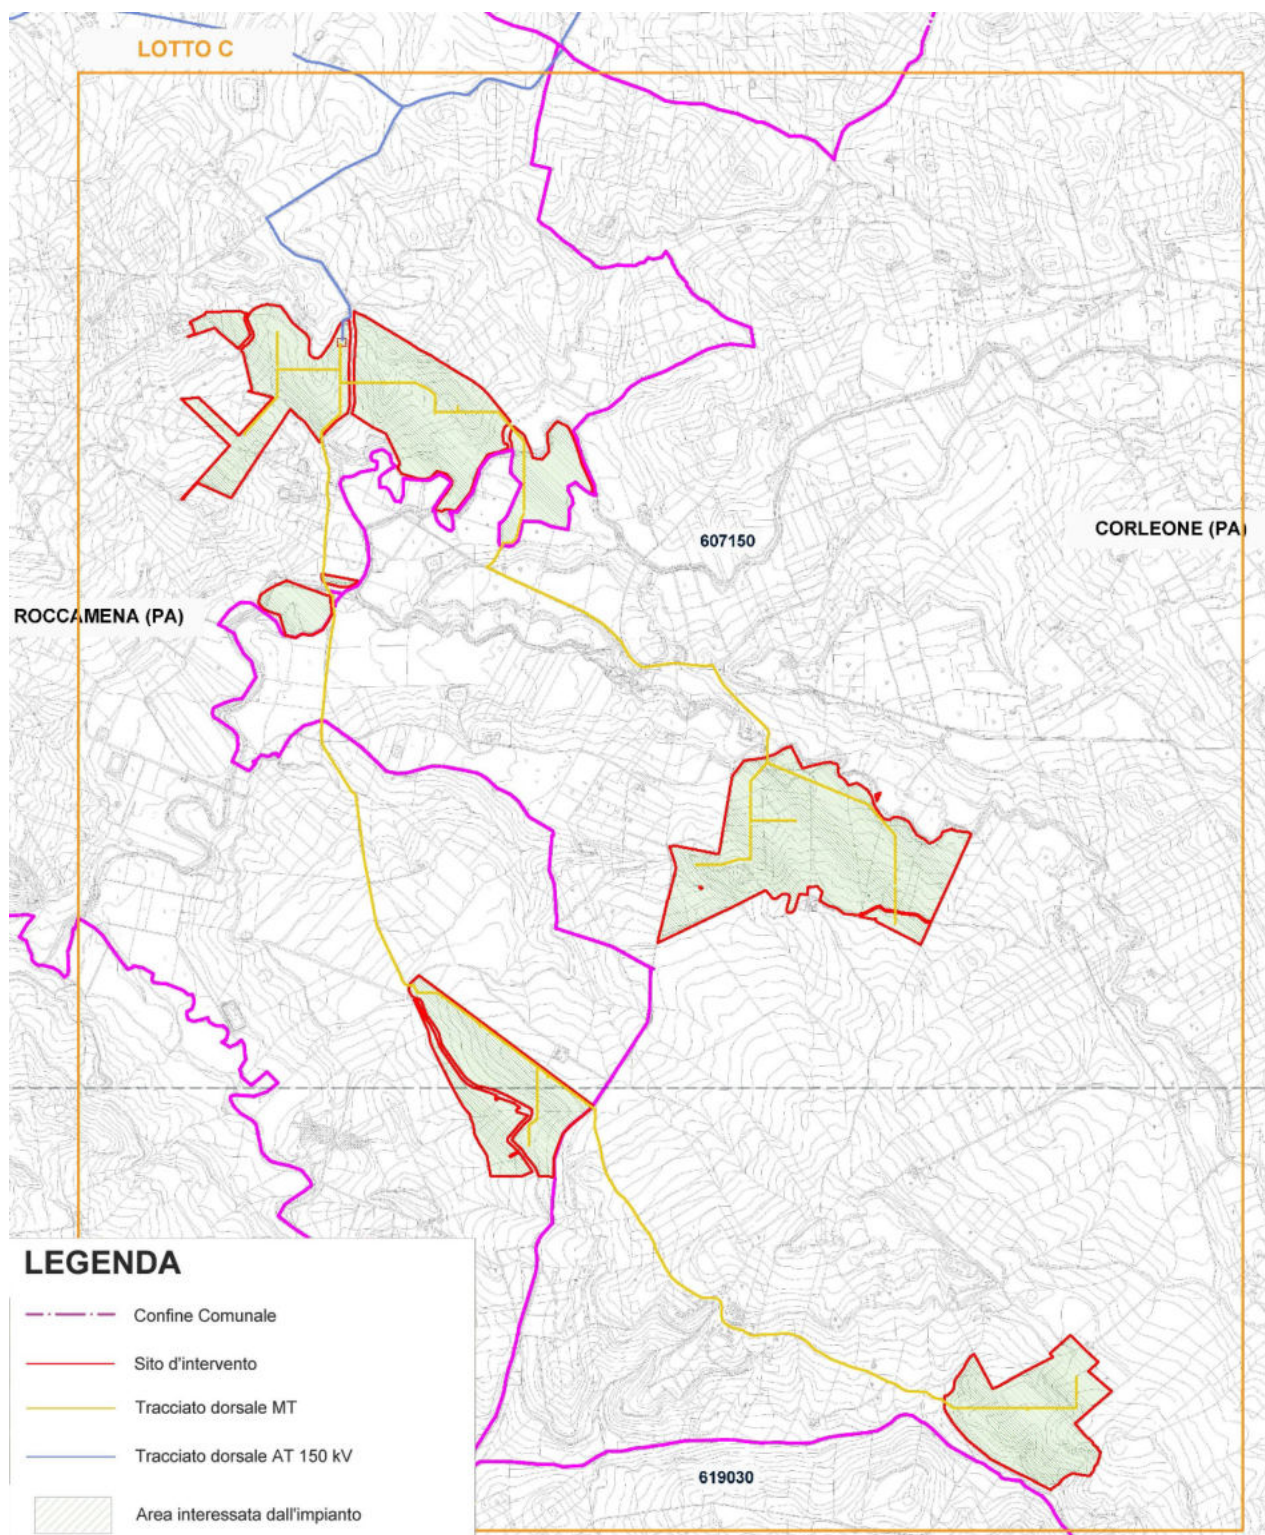 LOTTO C
607150
CORLEONE (PA)
ROCCAMENA (PA)
LEGENDA
Confine Comunale
Sito d'intervento
Tracciato dorsale MT
Tracciato dorsale AT 150 kV
619030
Area interessata dall'impianto